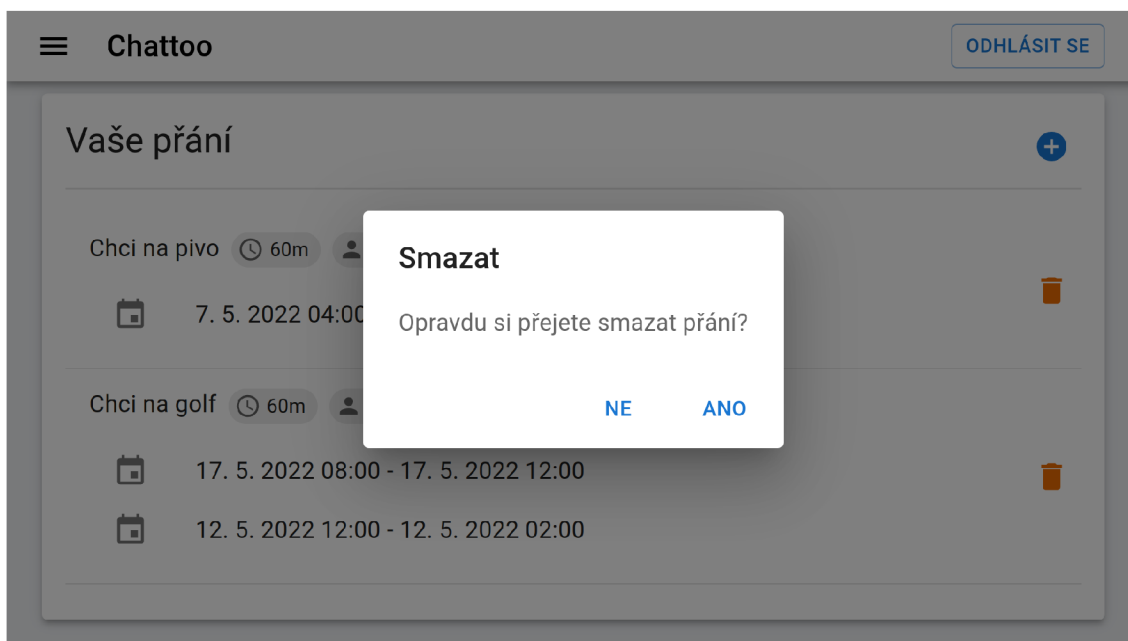 Chattoo
ODHLÁSIT SE
Vaše přání
Chci na pivo 60m
7. 5. 2022 04:00
Smazat
Opravdu si přejete smazat přání?
NE
ANO
Chci na golf 60m
17. 5. 2022 08:00 - 17. 5. 2022 12:00
12. 5. 2022 12:00 - 12. 5. 2022 02:00